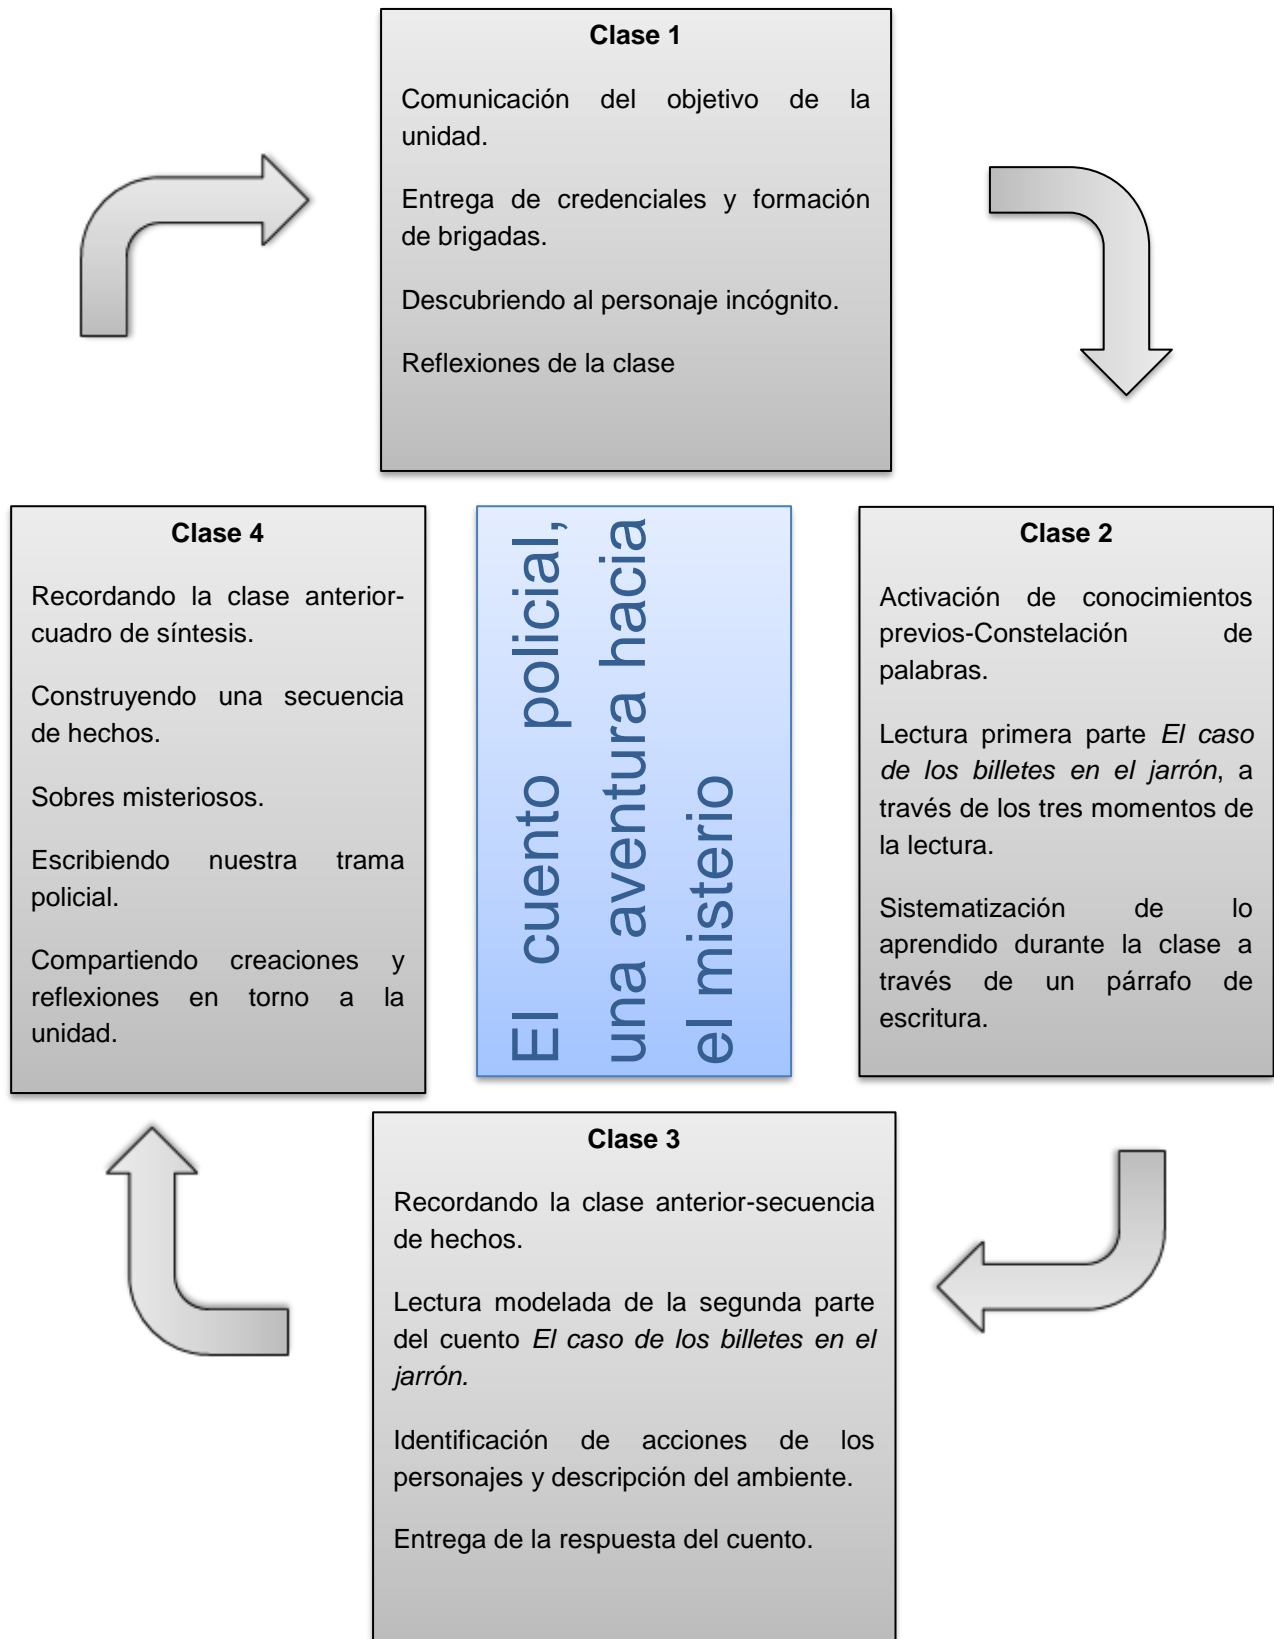 Clase 1
Comunicación del objetivo de la
unidad.
Entrega de credenciales y formación
de brigadas.
Descubriendo al personaje incógnito.
Reflexiones de la clase
Clase 4
Recordando la clase anterior-
cuadro de síntesis.
Construyendo una secuencia
de hechos.
Sobres misteriosos.
Escribiendo nuestra trama
policial.
Compartiendo creaciones y
reflexiones en torno a la
unidad.
El cuento policial,
una aventura hacia
el misterio
Clase 2
Activación de conocimientos
previos-Constelación de
palabras.
Lectura primera parte El caso
de los billetes en el jarrón, a
través de los tres momentos de
la lectura.
Sistematización de lo
aprendido durante la clase a
través de un párrafo de
escritura.
Clase 3
Recordando la clase anterior-secuencia
de hechos.
Lectura modelada de la segunda parte
del cuento El caso de los billetes en el
jarrón.
Identificación de acciones de los
personajes y descripción del ambiente.
Entrega de la respuesta del cuento.